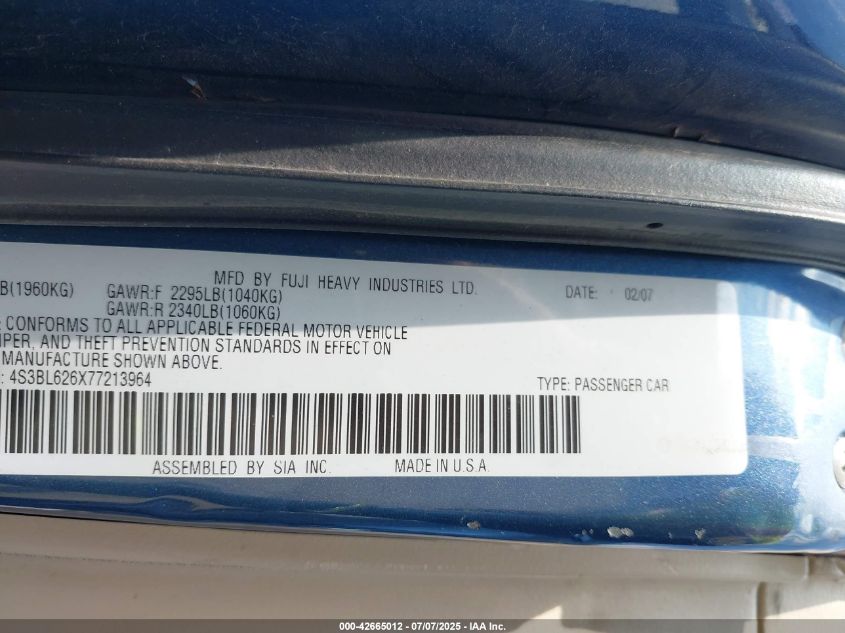 MFD BY FUJI HEAVY INDUSTRIES LTD. DATE: 02/07
B(1960KG) GAWR:F 2295LB(1040KG)
GAWR:R 2340LB(1060KG)
: CONFORMS TO ALL APPLICABLE FEDERAL MOTOR VEHICLE
MPER, AND THEFT PREVENTION STANDARDS IN EFFECT ON
MANUFACTURE SHOWN ABOVE.
: 4S3BL626X77213964 TYPE: PASSENGER CAR
ASSEMBLED BY SIA INC. MADE IN U.S.A.
000-42665012 - 07/07/2025 - IAA Inc.